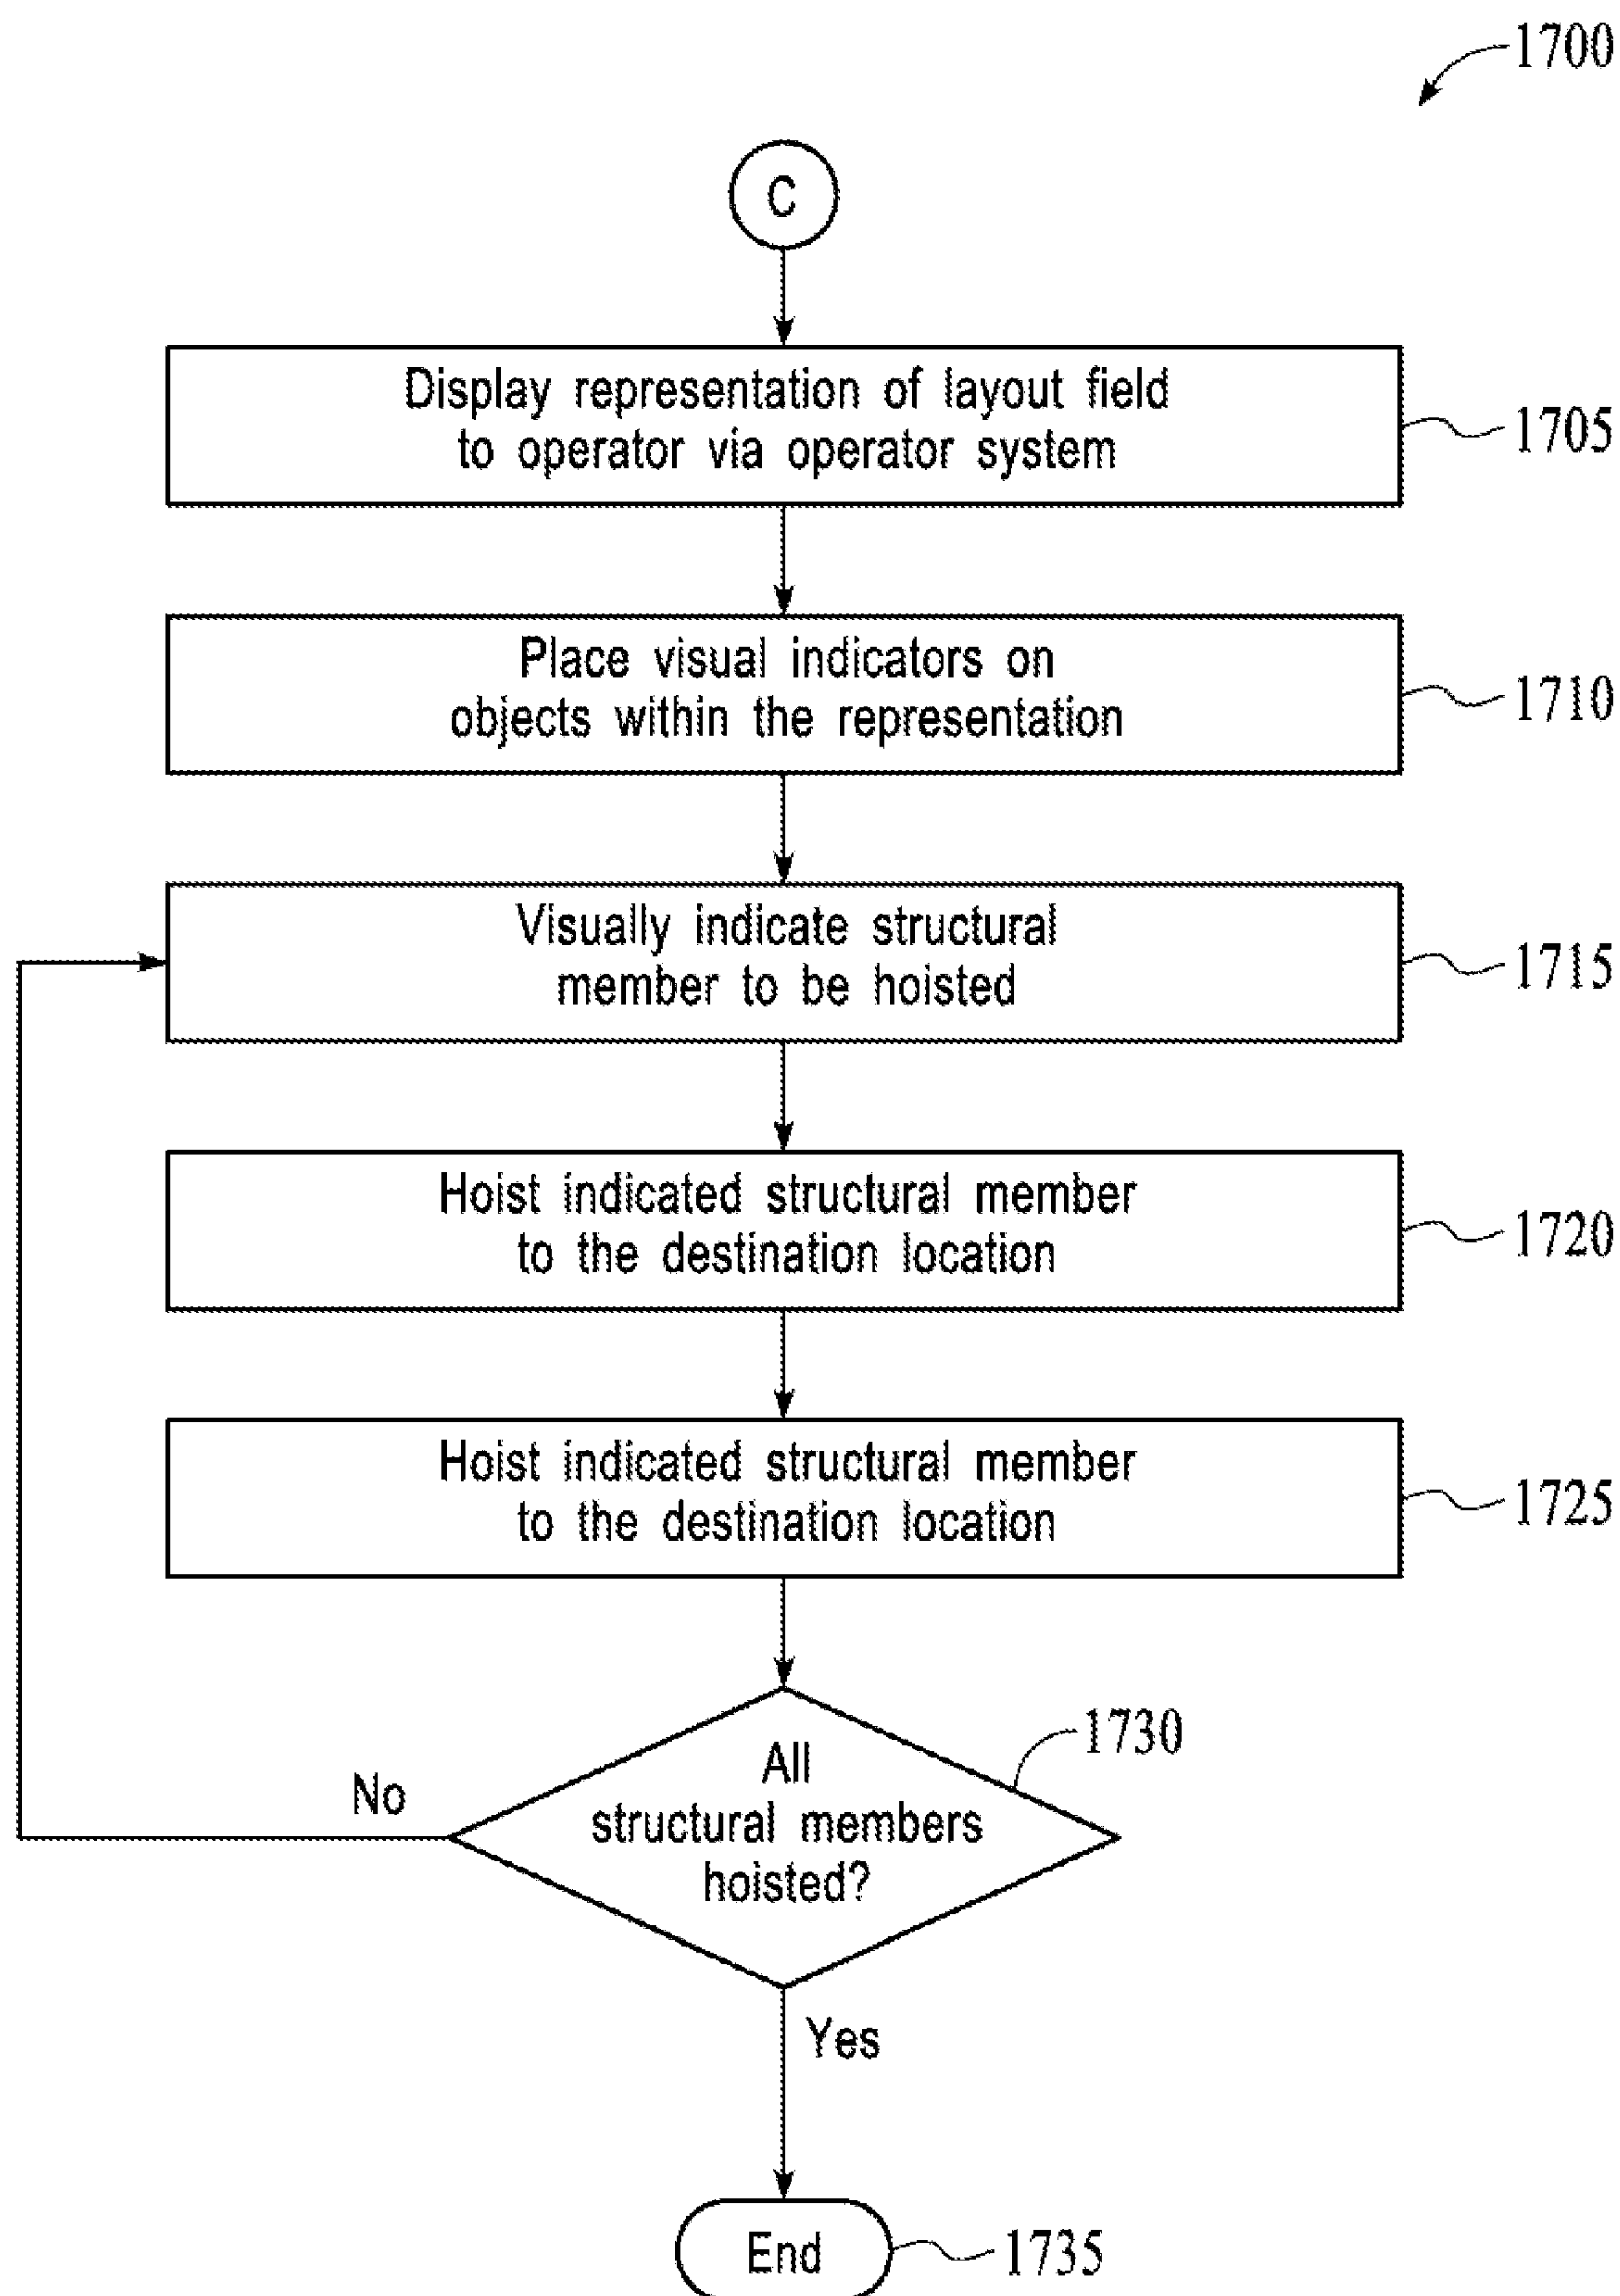 1700
C
Display representation of layout field
to operator via operator system
1705
Place visual indicators on
objects within the representation
1710
Visually indicate structural
member to be hoisted
1715
Hoist indicated structural member
to the destination location
1720
Hoist indicated structural member
to the destination location
1725
All
structural members
hoisted?
1730
No
Yes
End
1735